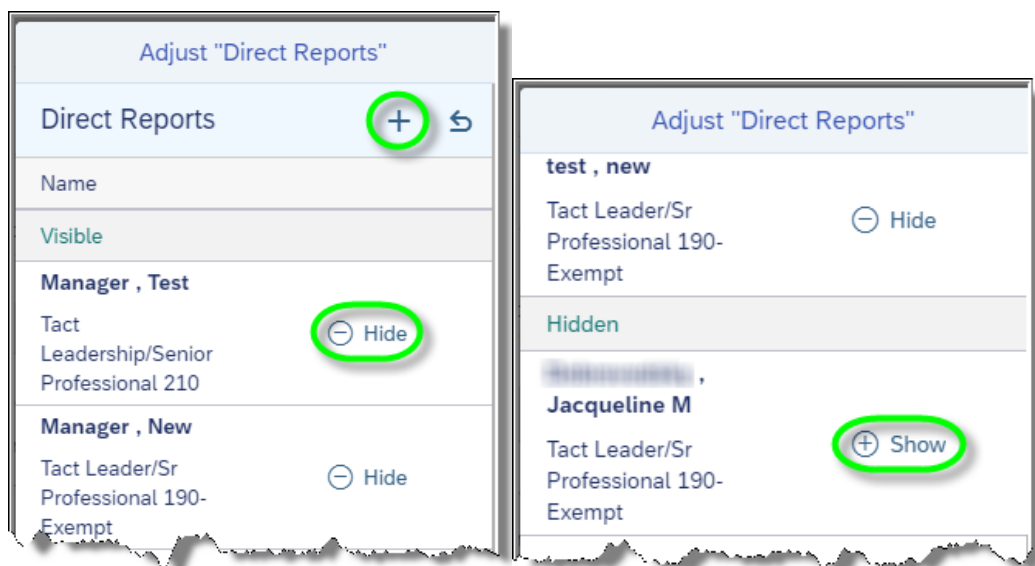 Adjust "Direct Reports"
Direct Reports
Name
Visible
Manager , Test
Tact
Leadership/Senior
Professional 210
Hide
Manager , New
Tact Leader/Sr
Professional 190-
Exempt
Hide
Adjust "Direct Reports"
test , new
Tact Leader/Sr
Professional 190-
Exempt
Hide
Hidden
,
Jacqueline M
Tact Leader/Sr
Professional 190-
Exempt
Show